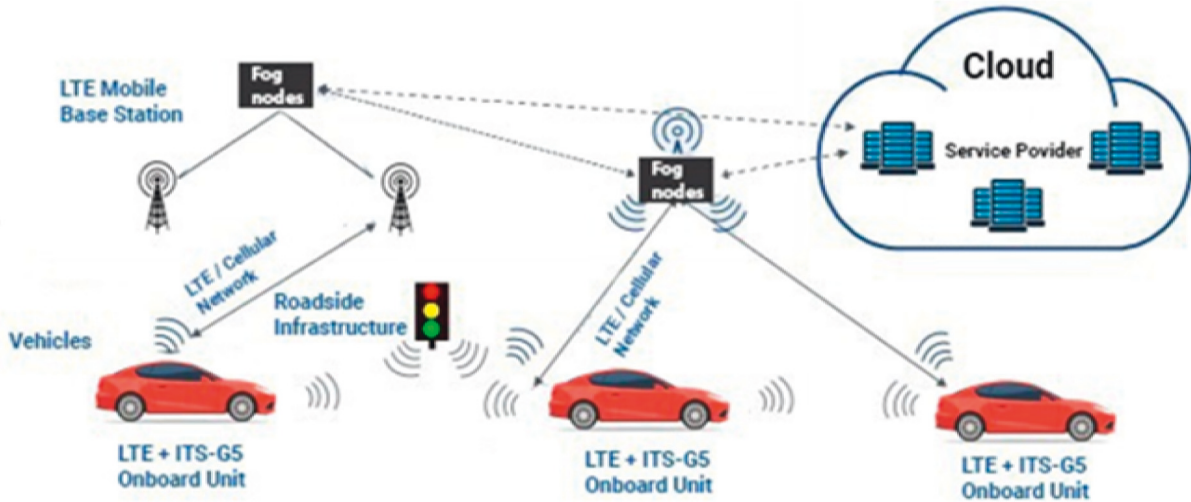 Cloud
Service Povider
LTE Mobile
Base Station
Fog
nodes
Fog
nodes
LTE / Cellular
Network
LTE / Cellular
Network
Roadside
Infrastructure
Vehicles
LTE + ITS-G5
Onboard Unit
LTE + ITS-G5
Onboard Unit
LTE + ITS-G5
Onboard Unit